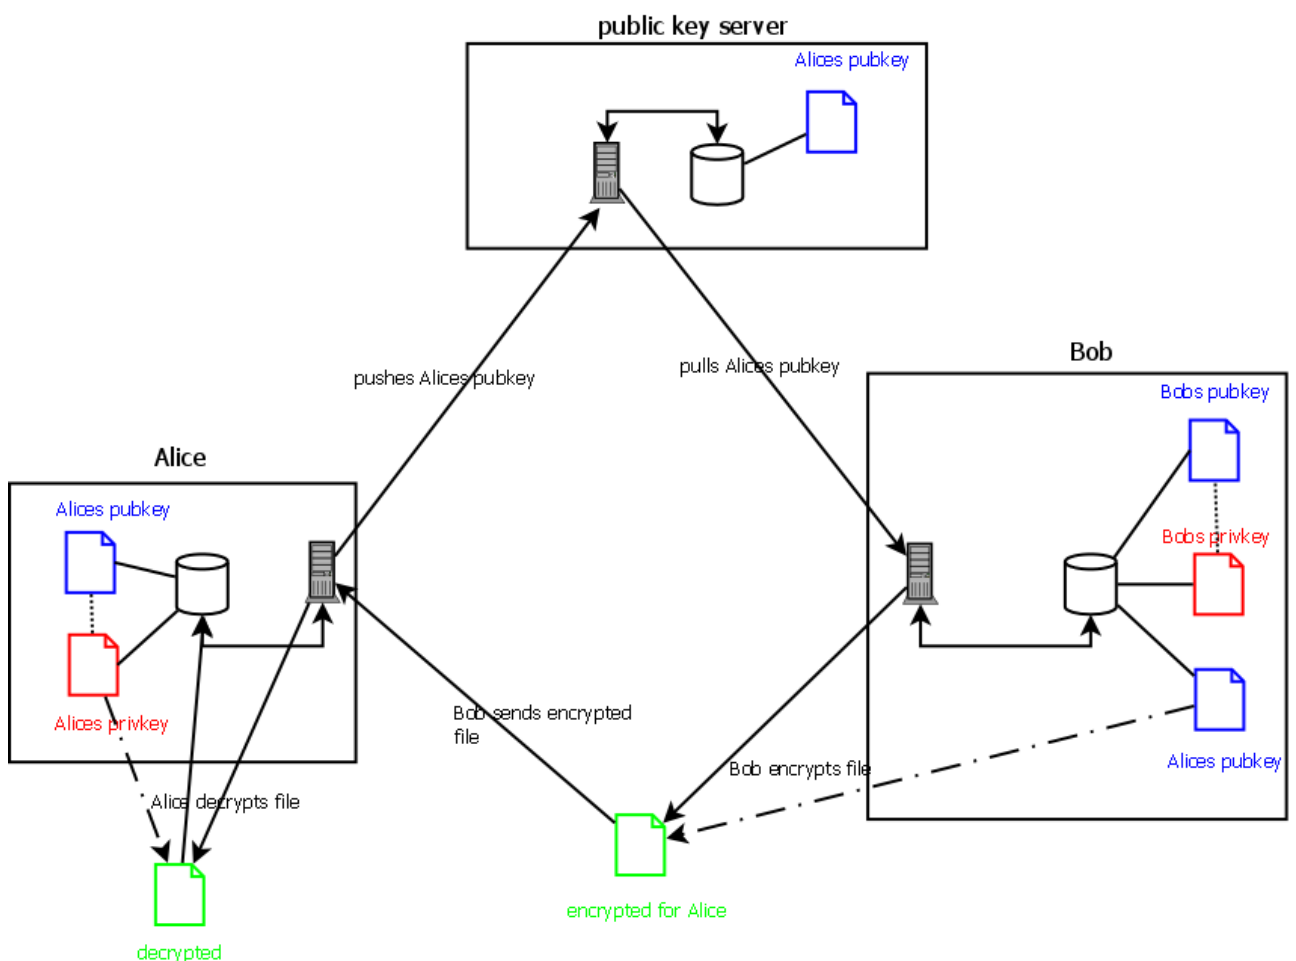 public key server
Alices pubkey
pushes Alices pubkey
pulls Alices pubkey
Bob
Bobs pubkey
Alice
Alices pubkey
Bobs privkey
Alices privkey
Bob sends encrypted
file
Bob encrypts file
Alices pubkey
Alice decrypts file
encrypted for Alice
decrypted